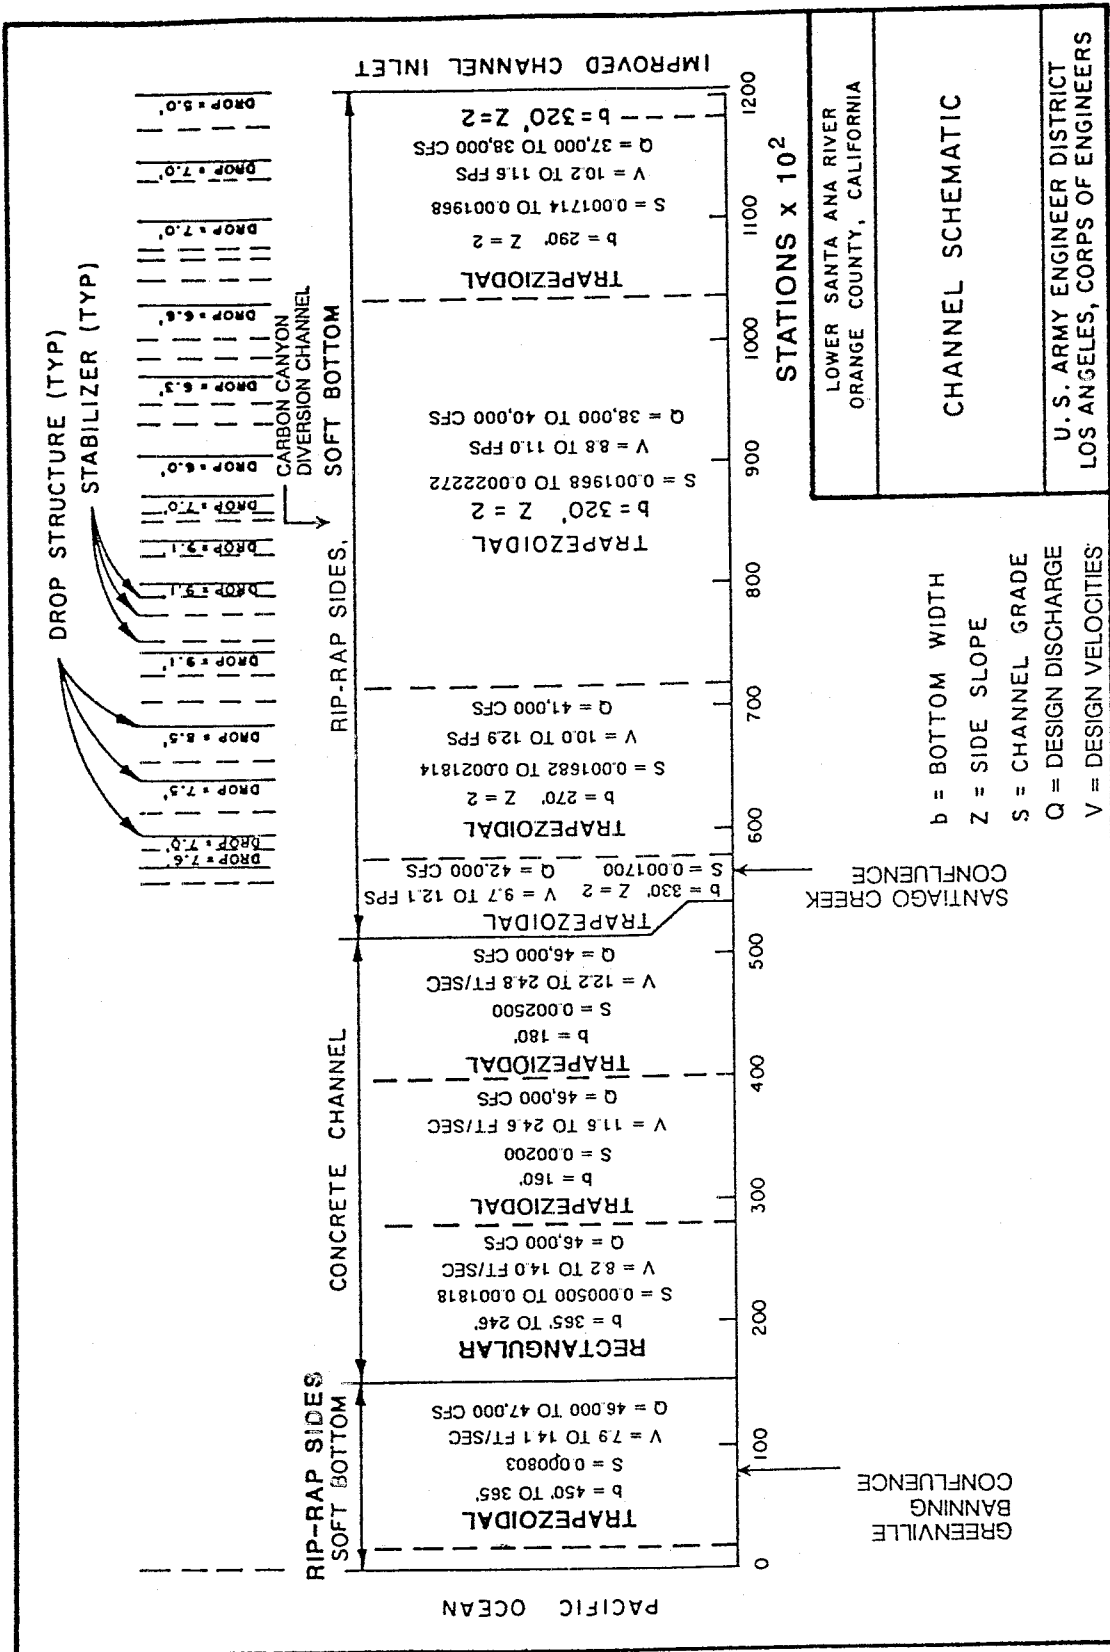 DROP STRUCTURE (TYP)
STABILIZER (TYP)
DROP = 7.6'
DROP = 7.0'
DROP = 7.5'
DROP = 8.5'
DROP = 9.1'
DROP = 9.1'
DROP = 9.1'
DROP = 7.0'
DROP = 6.0'
DROP = 6.3'
DROP = 6.6'
DROP = 7.0'
DROP = 7.0'
DROP = 5.0'
CARBON CANYON
DIVERSION CHANNEL
RIP-RAP SIDES
SOFT BOTTOM
CONCRETE CHANNEL
RIP-RAP SIDES, SOFT BOTTOM
PACIFIC OCEAN
TRAPEZOIDAL
b = 450' TO 365'
S = 0.000803
V = 7.9 TO 14.1 FT/SEC
Q = 46,000 TO 47,000 CFS
RECTANGULAR
b = 365' TO 246'
S = 0.000500 TO 0.001818
V = 8.2 TO 14.0 FT/SEC
Q = 46,000 CFS
TRAPEZIODAL
b = 160'
S = 0.00200
V = 11.6 TO 24.6 FT/SEC
Q = 46,000 CFS
TRAPEZIODAL
b = 180'
S = 0.002500
V = 12.2 TO 24.8 FT/SEC
Q = 46,000 CFS
TRAPEZOIDAL
b = 330' Z = 2 V = 9.7 TO 12.1 FPS
S = 0.001700 Q = 42,000 CFS
TRAPEZOIDAL
b = 270' Z = 2
S = 0.001682 TO 0.0021814
V = 10.0 TO 12.9 FPS
Q = 41,000 CFS
TRAPEZOIDAL
b = 320' Z = 2
S = 0.001968 TO 0.0022272
V = 8.8 TO 11.0 FPS
Q = 38,000 TO 40,000 CFS
TRAPEZIODAL
b = 290' Z = 2
S = 0.001714 TO 0.001968
V = 10.2 TO 11.6 FPS
Q = 37,000 TO 38,000 CFS
b = 320' Z = 2
IMPROVED CHANNEL INLET
0
100
200
300
400
500
600
700
800
900
1000
1100
1200
STATIONS x 10²
GREENVILLE
BANNING
CONFLUENCE
SANTIAGO CREEK
CONFLUENCE
b = BOTTOM WIDTH
Z = SIDE SLOPE
S = CHANNEL GRADE
Q = DESIGN DISCHARGE
V = DESIGN VELOCITIES
LOWER SANTA ANA RIVER
ORANGE COUNTY, CALIFORNIA
CHANNEL SCHEMATIC
U. S. ARMY ENGINEER DISTRICT
LOS ANGELES, CORPS OF ENGINEERS